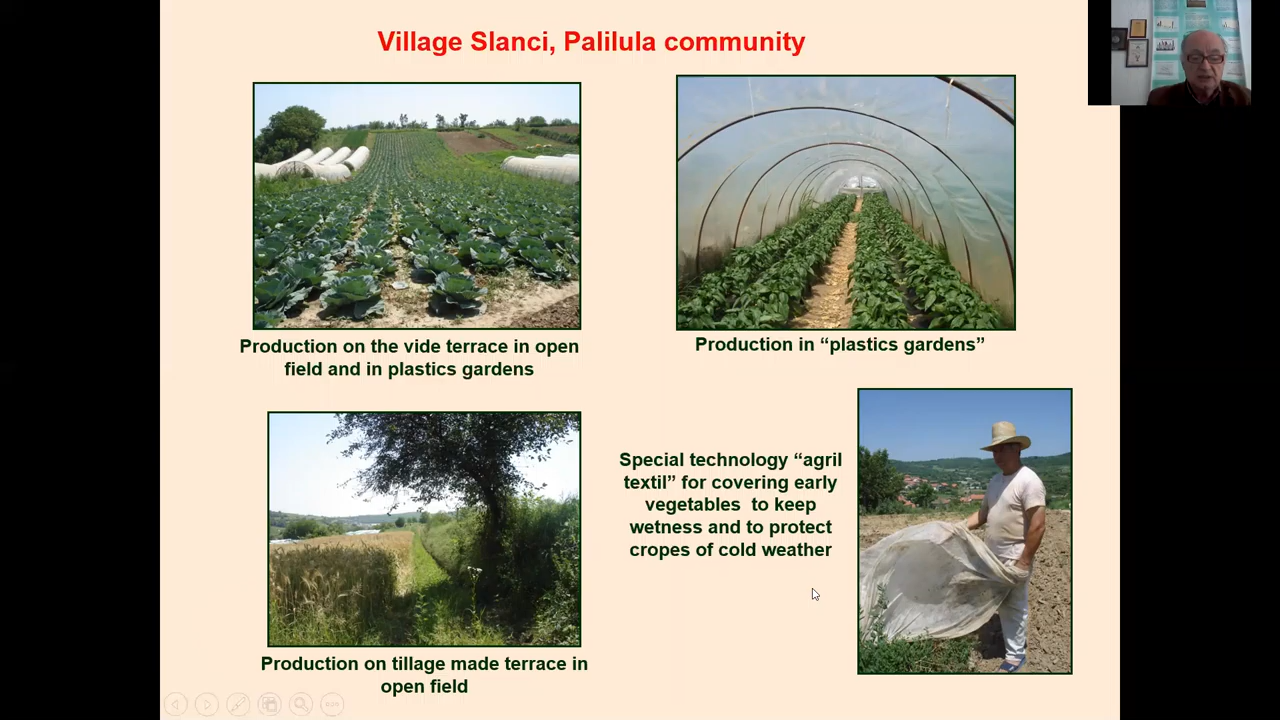 Village Slanci, Palilula community
Production on the vide terrace in open
field and in plastics gardens
Production in “plastics gardens”
Special technology “agril
textil” for covering early
vegetables to keep
wetness and to protect
cropes of cold weather
Production on tillage made terrace in
open field